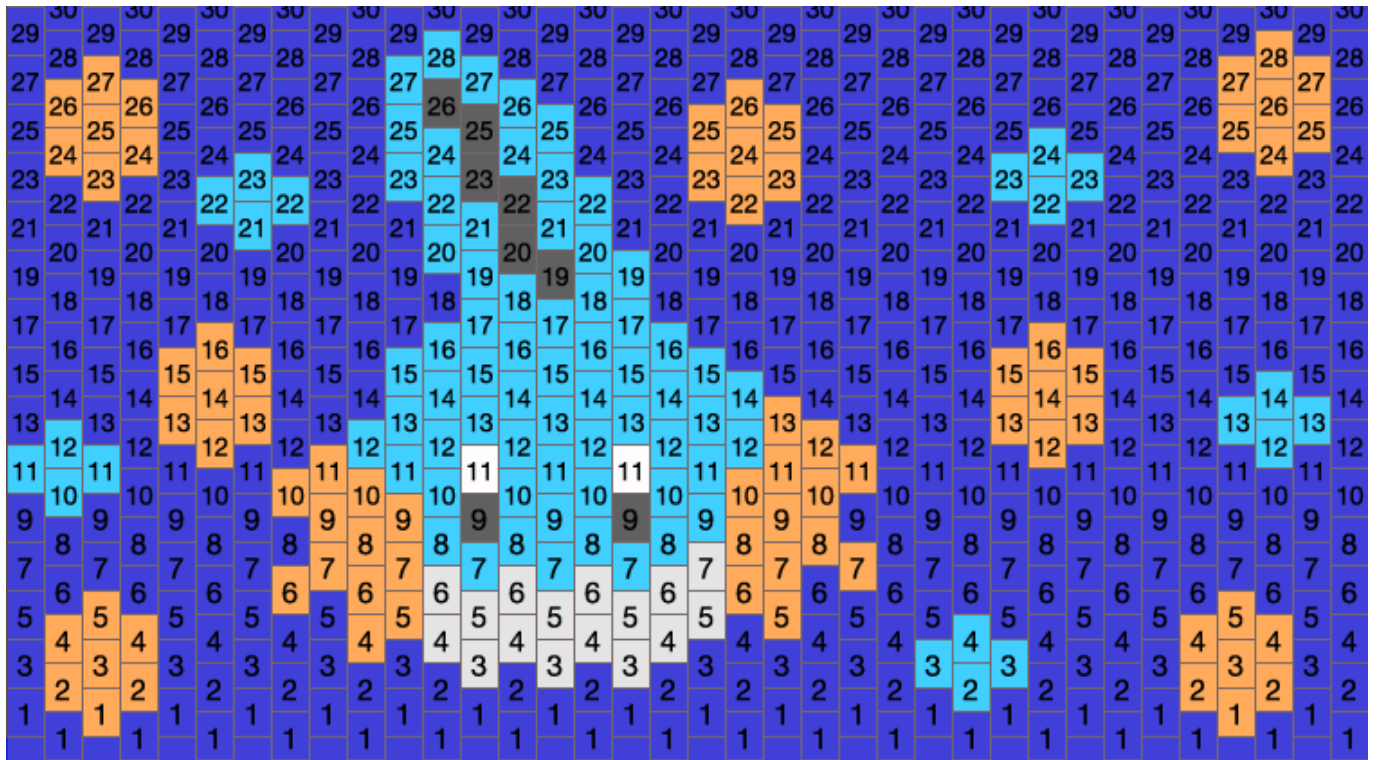 30 30 30 30 30 30 30 30 30 30 30 30 30 30 30 30 30 30
29 29 29 29 29 29 29 29 29 29 29 29 29 29 29 29 29 29
28 28 28 28 28 28 28 28 28 28 28 28 28 28 28 28 28 28
27 27 27 27 27 27 27 27 27 27 27 27 27 27 27 27 27 27
26 26 26 26 26 26 26 26 26 26 26 26 26 26 26 26 26 26
25 25 25 25 25 25 25 25 25 25 25 25 25 25 25 25 25 25
24 24 24 24 24 24 24 24 24 24 24 24 24 24 24 24 24 24
23 23 23 23 23 23 23 23 23 23 23 23 23 23 23 23 23 23
22 22 22 22 22 22 22 22 22 22 22 22 22 22 22 22 22 22
21 21 21 21 21 21 21 21 21 21 21 21 21 21 21 21 21 21
20 20 20 20 20 20 20 20 20 20 20 20 20 20 20 20 20 20
19 19 19 19 19 19 19 19 19 19 19 19 19 19 19 19 19 19
18 18 18 18 18 18 18 18 18 18 18 18 18 18 18 18 18 18
17 17 17 17 17 17 17 17 17 17 17 17 17 17 17 17 17 17
16 16 16 16 16 16 16 16 16 16 16 16 16 16 16 16 16 16
15 15 15 15 15 15 15 15 15 15 15 15 15 15 15 15 15 15
14 14 14 14 14 14 14 14 14 14 14 14 14 14 14 14 14 14
13 13 13 13 13 13 13 13 13 13 13 13 13 13 13 13 13 13
12 12 12 12 12 12 12 12 12 12 12 12 12 12 12 12 12 12
11 11 11 11 11 11 11 11 11 11 11 11 11 11 11 11 11 11
10 10 10 10 10 10 10 10 10 10 10 10 10 10 10 10 10 10
9 9 9 9 9 9 9 9 9 9 9 9 9 9 9 9 9 9
8 8 8 8 8 8 8 8 8 8 8 8 8 8 8 8 8 8
7 7 7 7 7 7 7 7 7 7 7 7 7 7 7 7 7 7
6 6 6 6 6 6 6 6 6 6 6 6 6 6 6 6 6 6
5 5 5 5 5 5 5 5 5 5 5 5 5 5 5 5 5 5
4 4 4 4 4 4 4 4 4 4 4 4 4 4 4 4 4 4
3 3 3 3 3 3 3 3 3 3 3 3 3 3 3 3 3 3
2 2 2 2 2 2 2 2 2 2 2 2 2 2 2 2 2 2
1 1 1 1 1 1 1 1 1 1 1 1 1 1 1 1 1 1
1 1 1 1 1 1 1 1 1 1 1 1 1 1 1 1 1 1